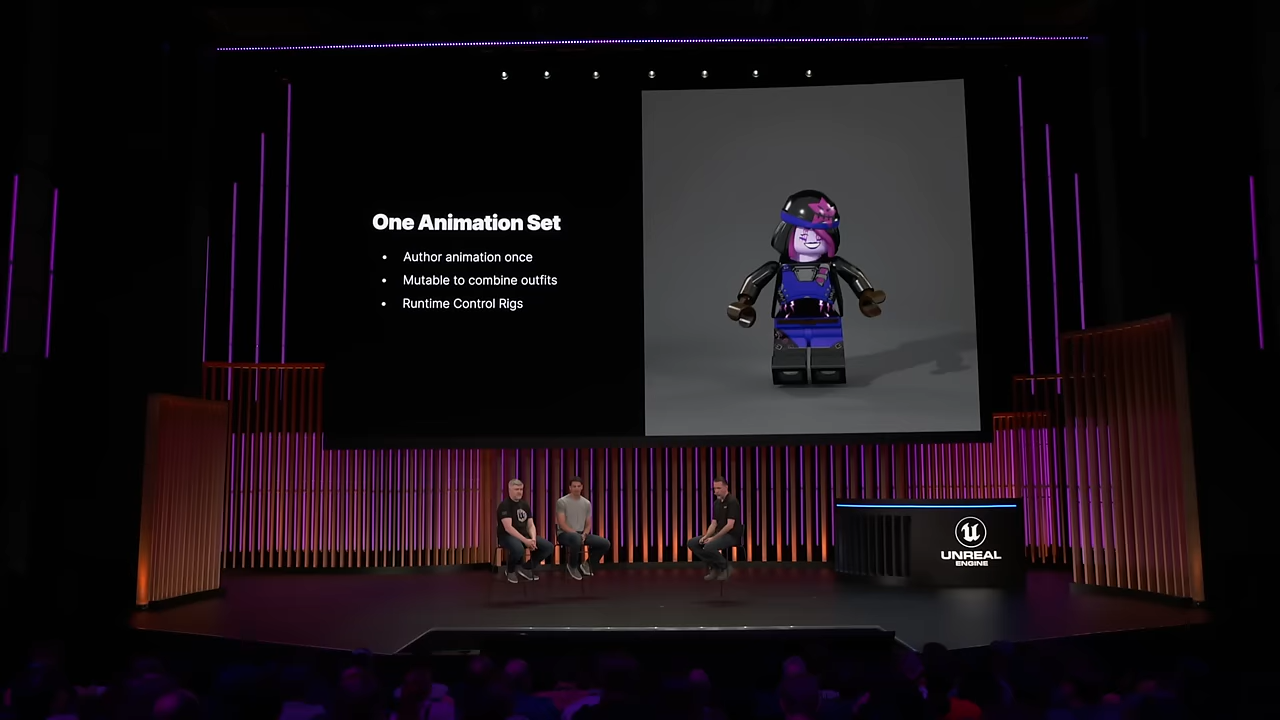 One Animation Set
• Author animation once
• Mutable to combine outfits
• Runtime Control Rigs
UNREAL
ENGINE